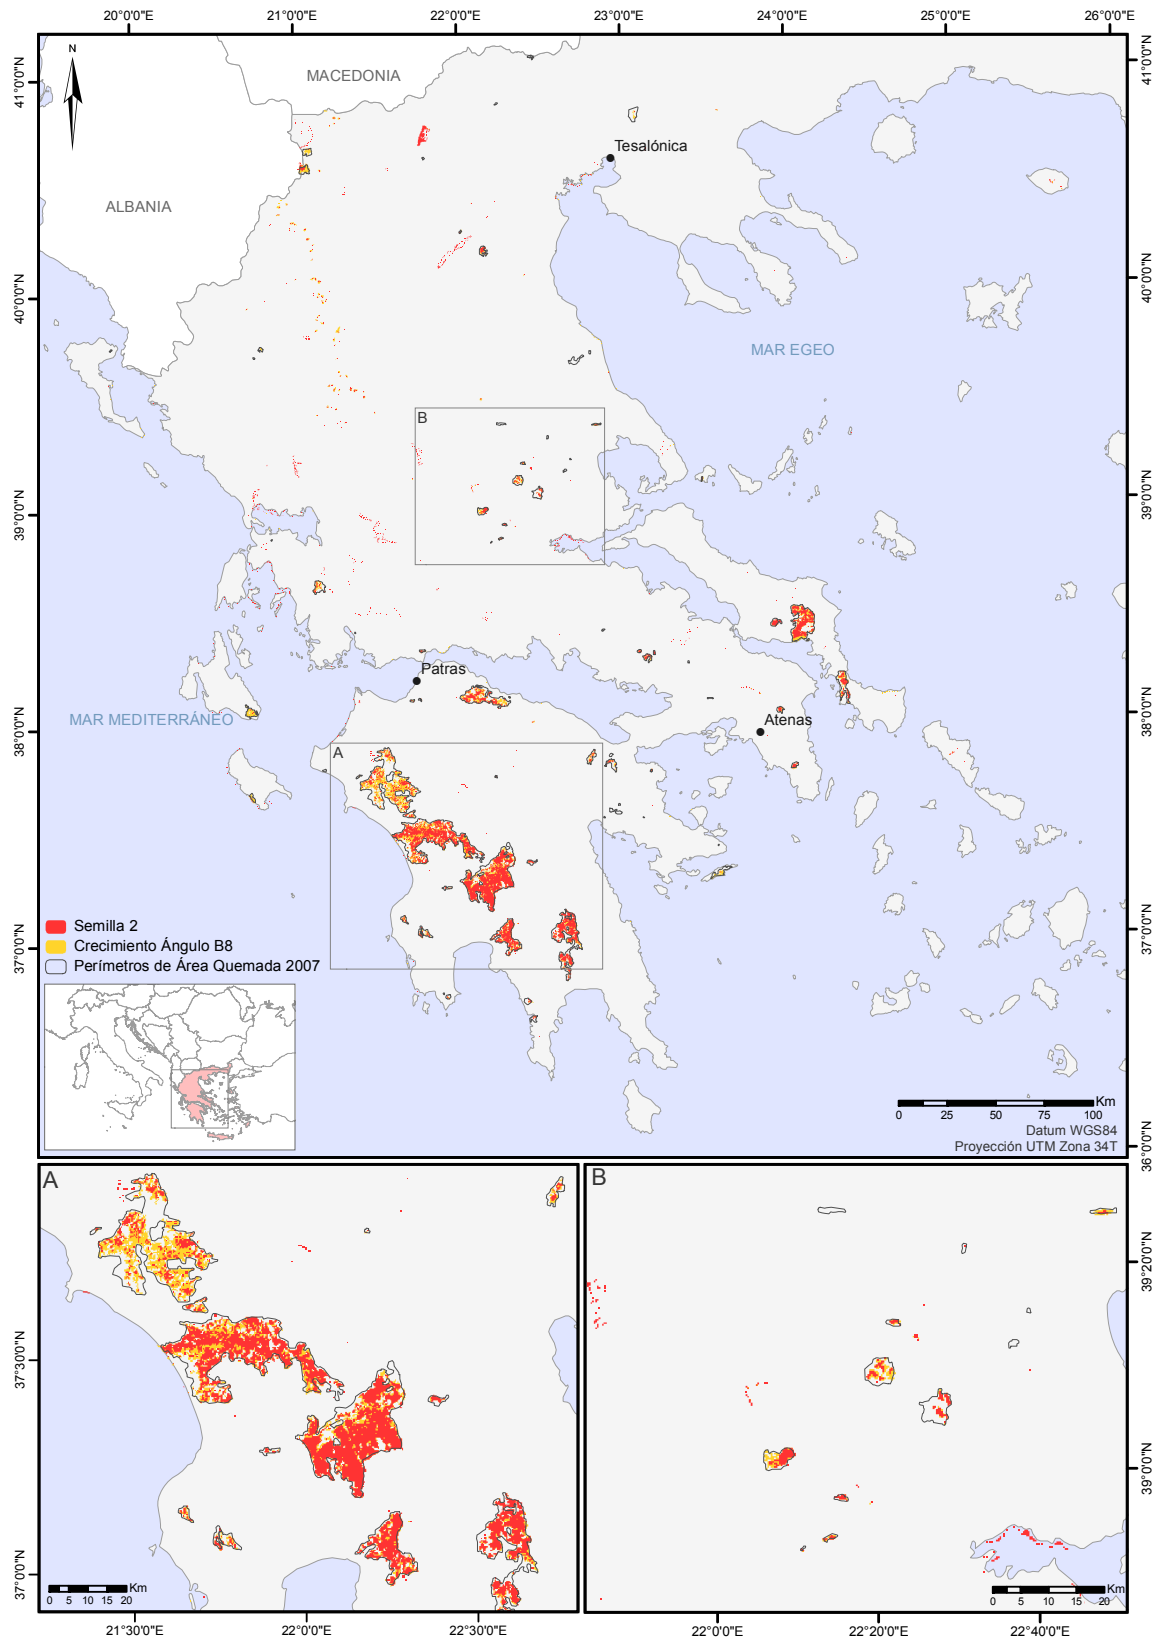 20°0'0"E 21°0'0"E 22°0'0"E 23°0'0"E 24°0'0"E 25°0'0"E 26°0'0"E
N
MACEDONIA
41°0'0"N
41°0'0"N
Tesalónica
ALBANIA
40°0'0"N
40°0'0"N
MAR EGEO
B
39°0'0"N
39°0'0"N
Patras
MAR MEDITERRÁNEO
Atenas
38°0'0"N
38°0'0"N
A
Semilla 2
Crecimiento Ángulo B8
Perímetros de Área Quemada 2007
37°0'0"N
37°0'0"N
Km
0 25 50 75 100
Datum WGS84
Proyección UTM Zona 34T
36°0'0"N
A
B
39°20'0"N
37°30'0"N
39°0'0"N
37°0'0"N
Km
0 5 10 15 20
Km
0 5 10 15 20
21°30'0"E 22°0'0"E 22°30'0"E
22°0'0"E 22°20'0"E 22°40'0"E